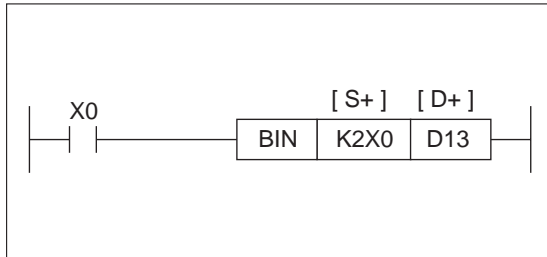 [ S+ ] [ D+ ]
X0
BIN K2X0 D13